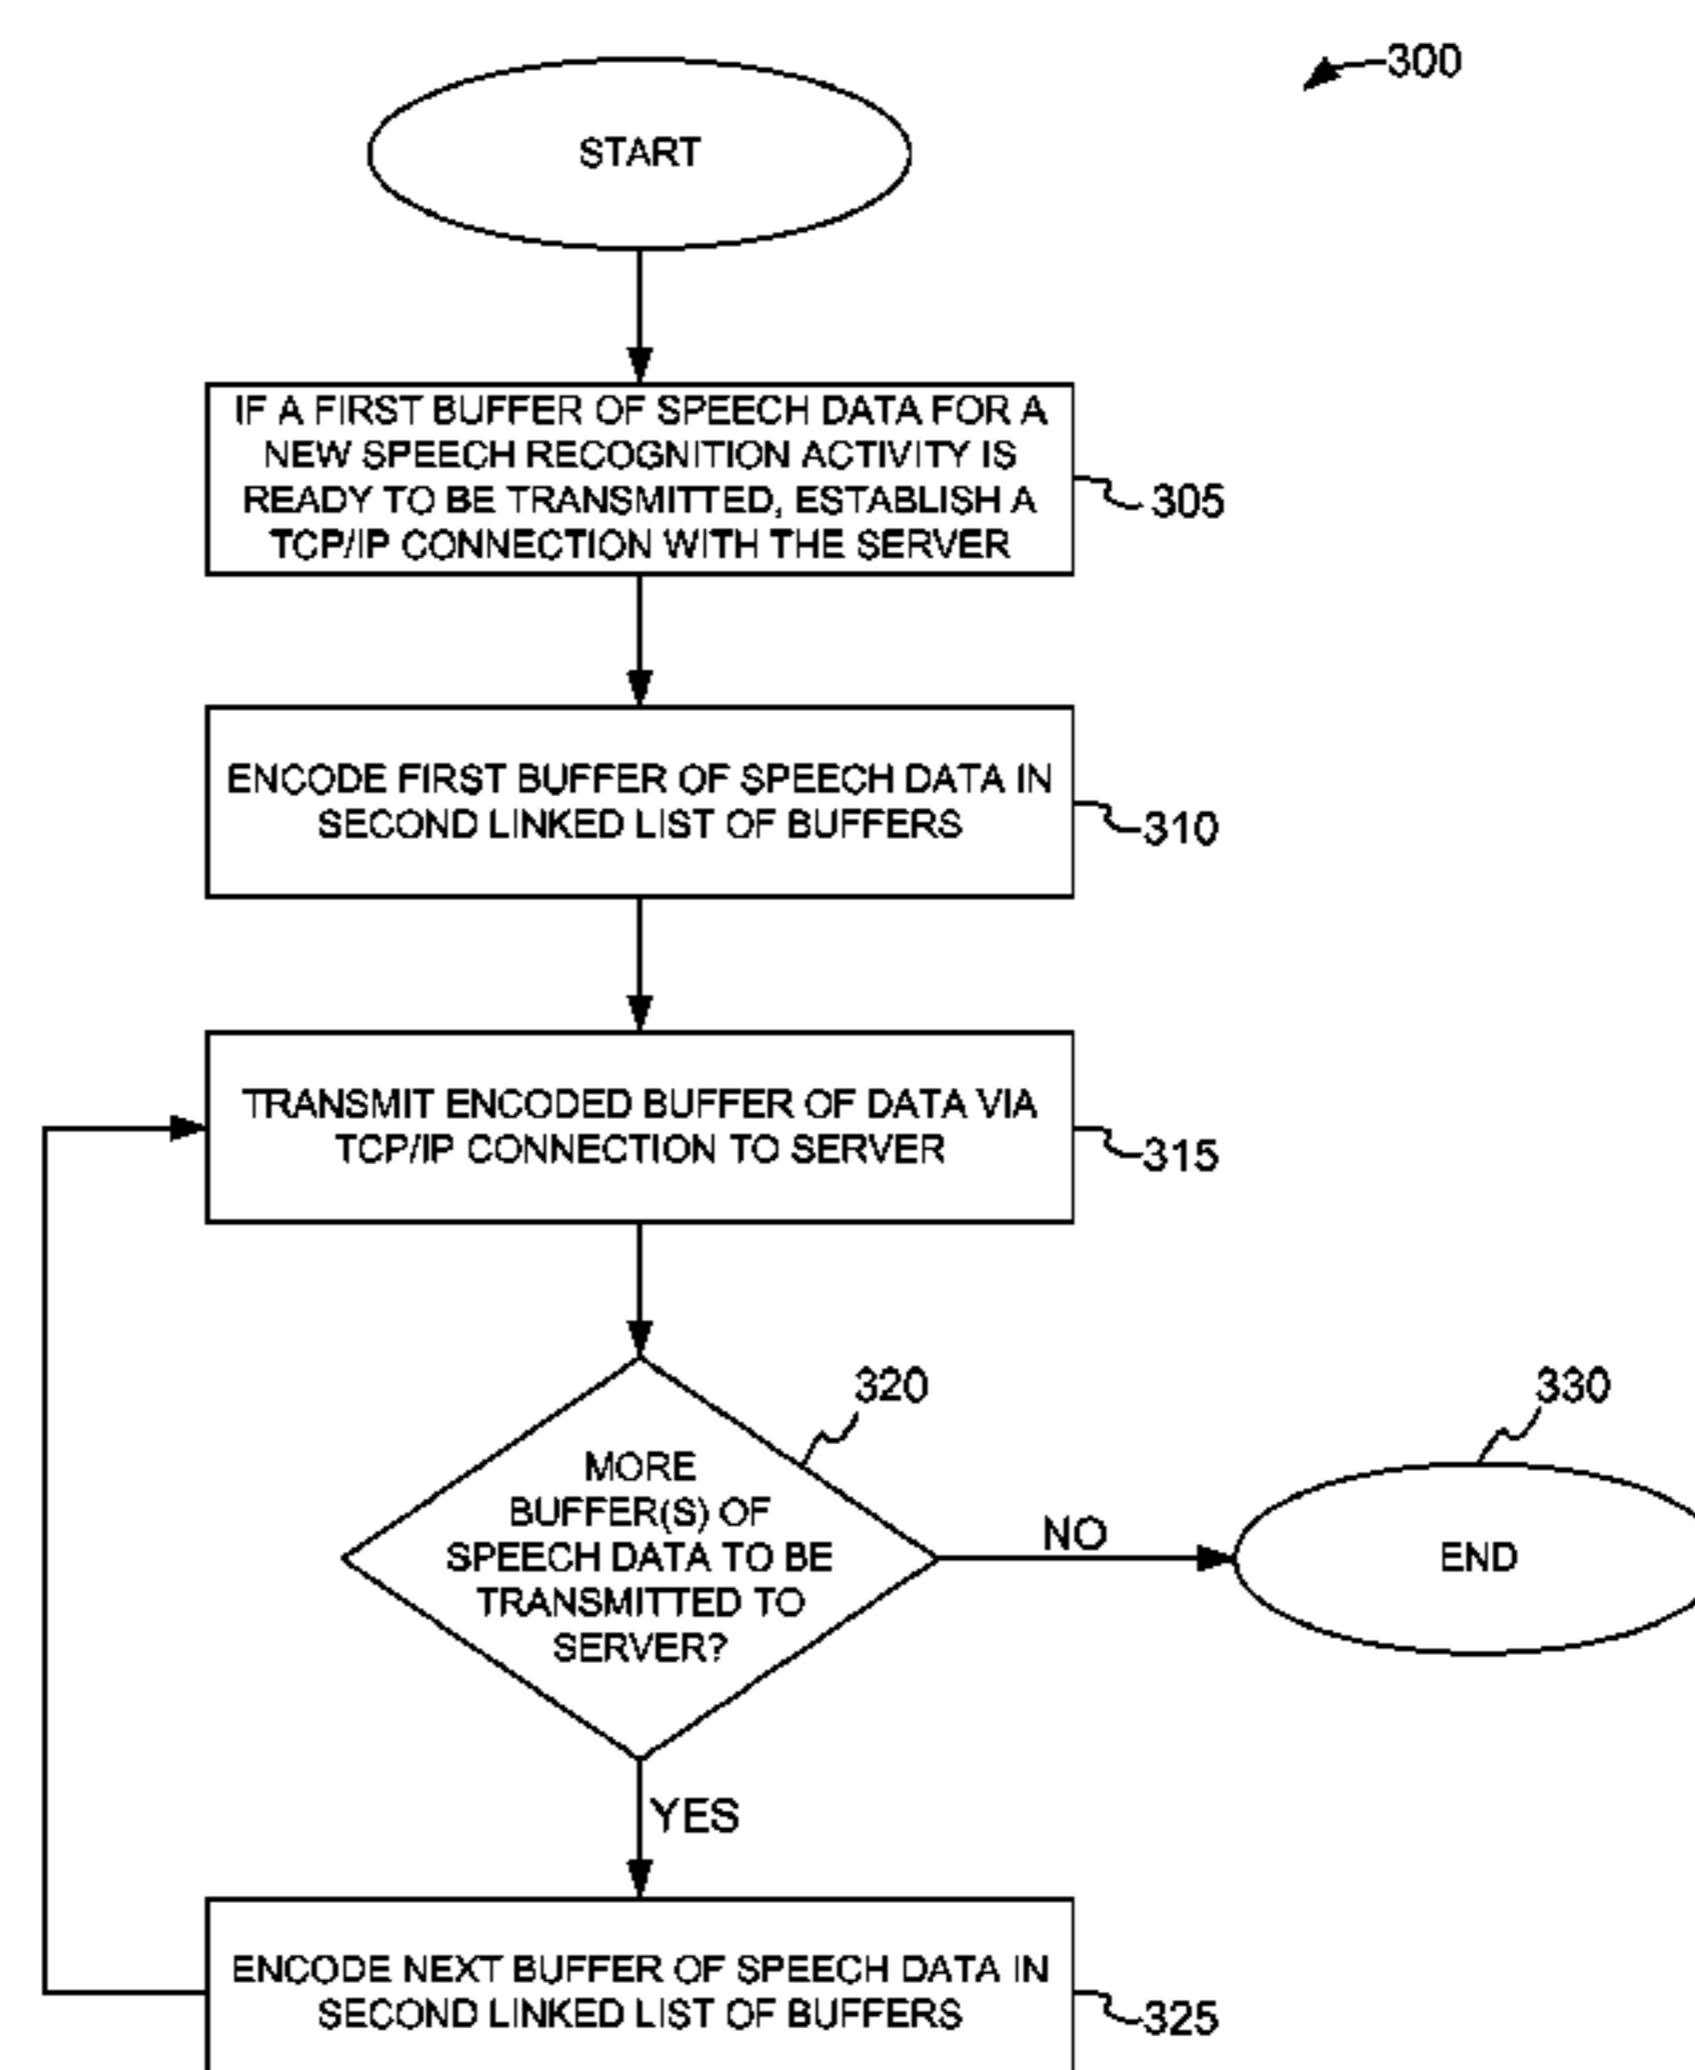 300
START
IF A FIRST BUFFER OF SPEECH DATA FOR A
NEW SPEECH RECOGNITION ACTIVITY IS
READY TO BE TRANSMITTED, ESTABLISH A
TCP/IP CONNECTION WITH THE SERVER
305
ENCODE FIRST BUFFER OF SPEECH DATA IN
SECOND LINKED LIST OF BUFFERS
310
TRANSMIT ENCODED BUFFER OF DATA VIA
TCP/IP CONNECTION TO SERVER
315
320
MORE
BUFFER(S) OF
SPEECH DATA TO BE
TRANSMITTED TO
SERVER?
NO
330
END
YES
ENCODE NEXT BUFFER OF SPEECH DATA IN
SECOND LINKED LIST OF BUFFERS
325